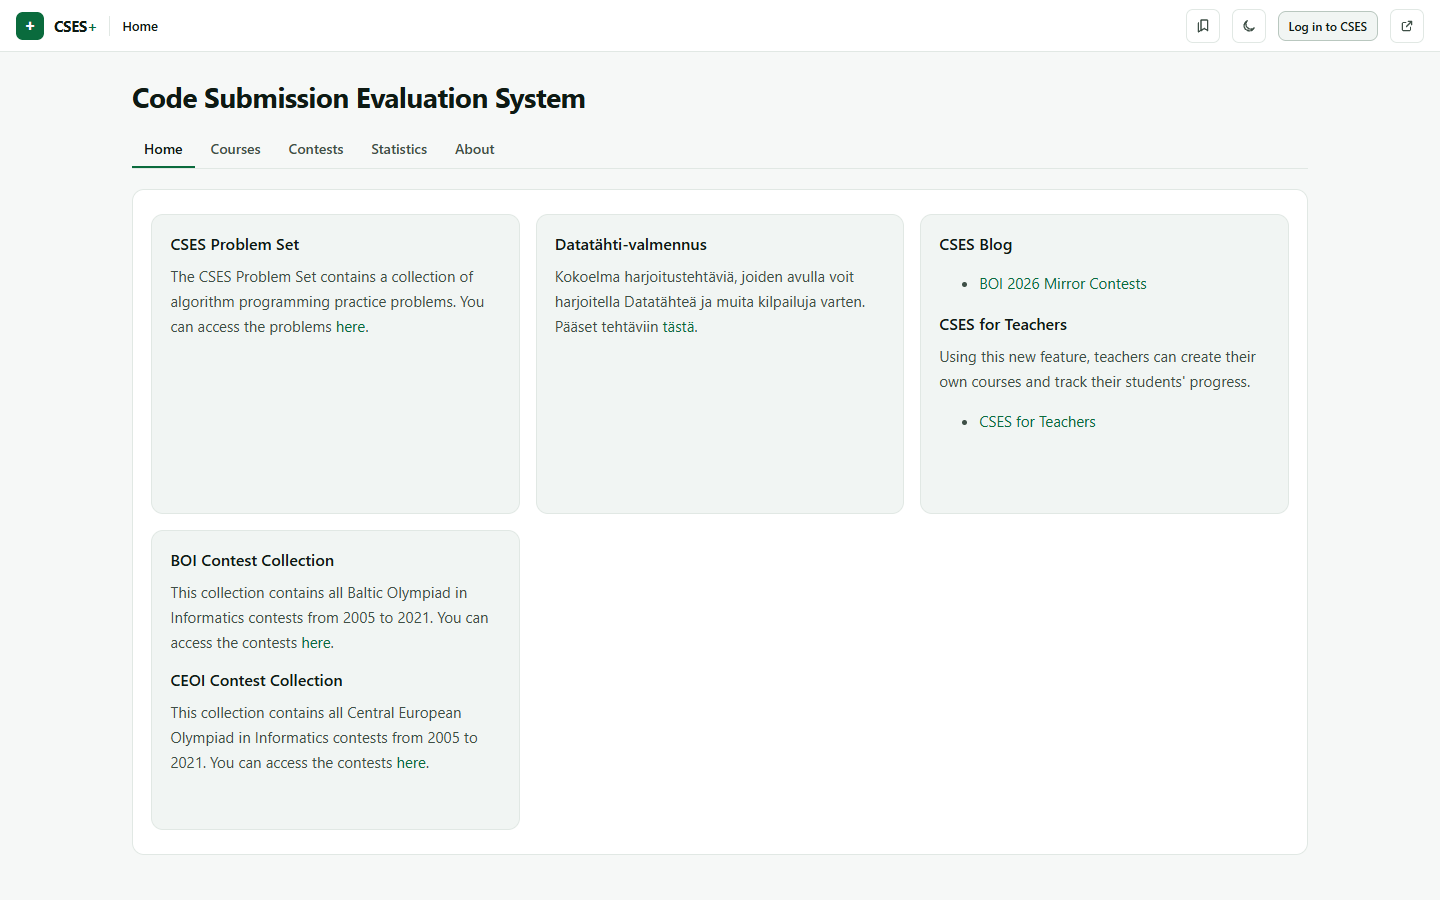 CSES+
Home
Log in to CSES
Code Submission Evaluation System
Home
Courses
Contests
Statistics
About
CSES Problem Set
The CSES Problem Set contains a collection of
algorithm programming practice problems. You
can access the problems here.
Datatähti-valmennus
Kokoelma harjoitustehtäviä, joiden avulla voit
harjoitella Datatähteä ja muita kilpailuja varten.
Pääset tehtäviin tästä.
CSES Blog
BOI 2026 Mirror Contests
CSES for Teachers
Using this new feature, teachers can create their
own courses and track their students' progress.
CSES for Teachers
BOI Contest Collection
This collection contains all Baltic Olympiad in
Informatics contests from 2005 to 2021. You can
access the contests here.
CEOI Contest Collection
This collection contains all Central European
Olympiad in Informatics contests from 2005 to
2021. You can access the contests here.